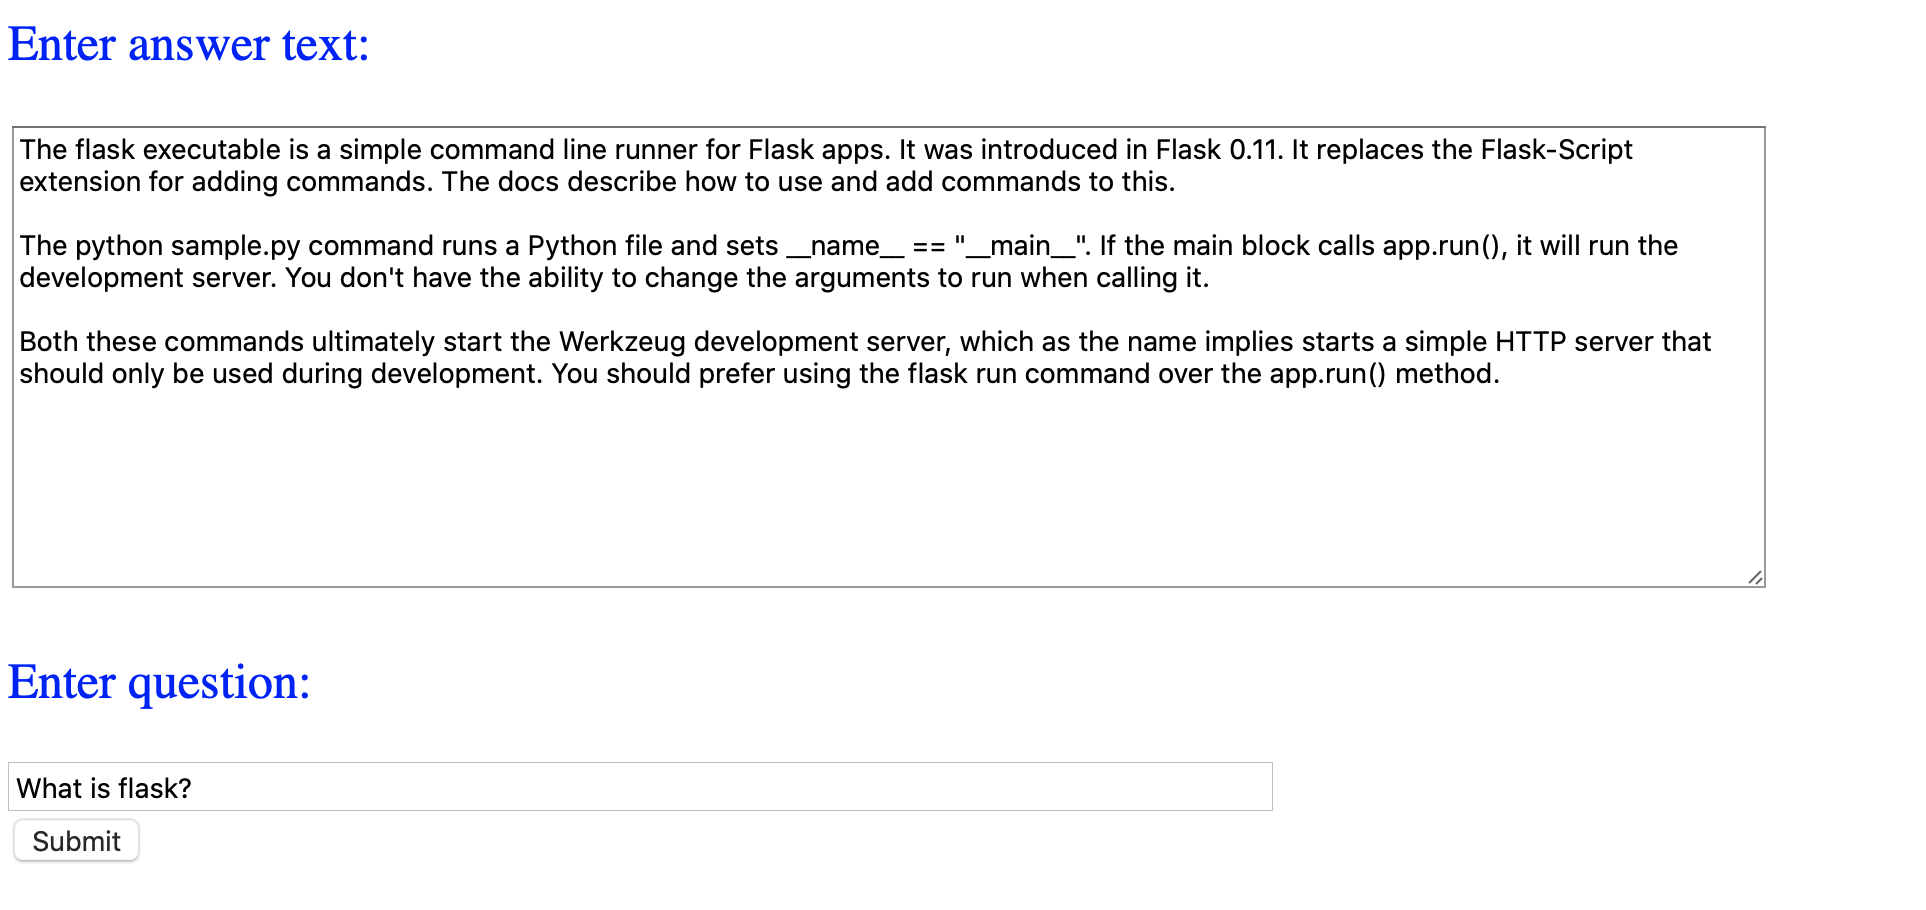 Enter answer text:
The flask executable is a simple command line runner for Flask apps. It was introduced in Flask 0.11. It replaces the Flask-Script
extension for adding commands. The docs describe how to use and add commands to this.
The python sample.py command runs a Python file and sets __name__ == "__main__". If the main block calls app.run(), it will run the
development server. You don't have the ability to change the arguments to run when calling it.
Both these commands ultimately start the Werkzeug development server, which as the name implies starts a simple HTTP server that
should only be used during development. You should prefer using the flask run command over the app.run() method.
Enter question:
What is flask?
Submit